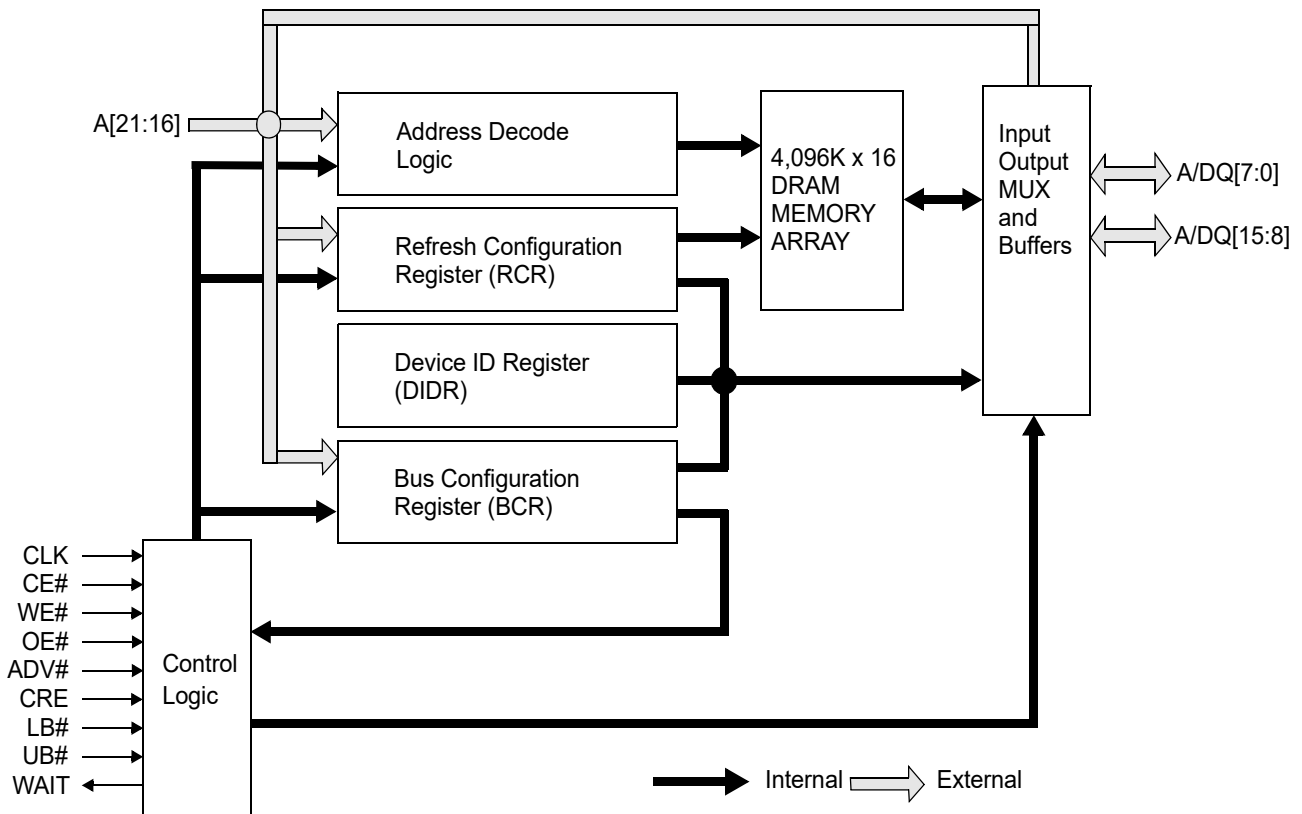 A[21:16]
Address Decode
Logic
4,096K x 16
DRAM
MEMORY
ARRAY
Input
Output
MUX
and
Buffers
A/DQ[7:0]
A/DQ[15:8]
Refresh Configuration
Register (RCR)
Device ID Register
(DIDR)
Bus Configuration
Register (BCR)
CLK
CE#
WE#
OE#
ADV#
CRE
LB#
UB#
WAIT
Control
Logic
Internal
External